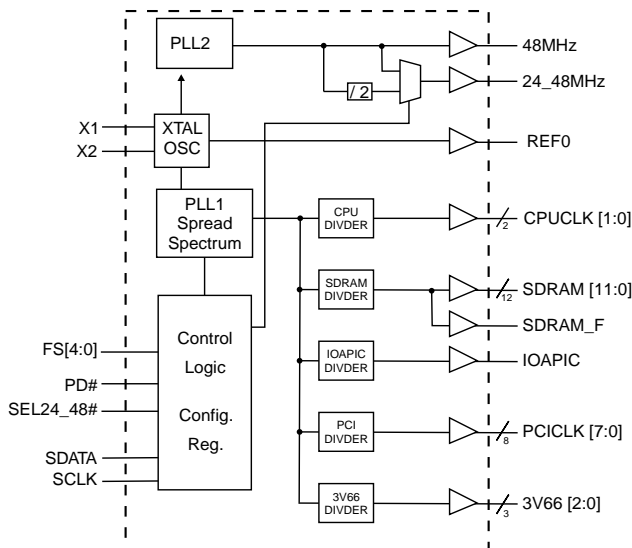 PLL2
48MHz
/ 2
24_48MHz
X1
X2
XTAL
OSC
REF0
PLL1
Spread
Spectrum
CPU
DIVDER
2
CPUCLK [1:0]
SDRAM
DIVDER
12
SDRAM [11:0]
SDRAM_F
Control
Logic
Config.
Reg.
FS[4:0]
PD#
SEL24_48#
SDATA
SCLK
IOAPIC
DIVDER
IOAPIC
PCI
DIVDER
8
PCICLK [7:0]
3V66
DIVDER
3
3V66 [2:0]